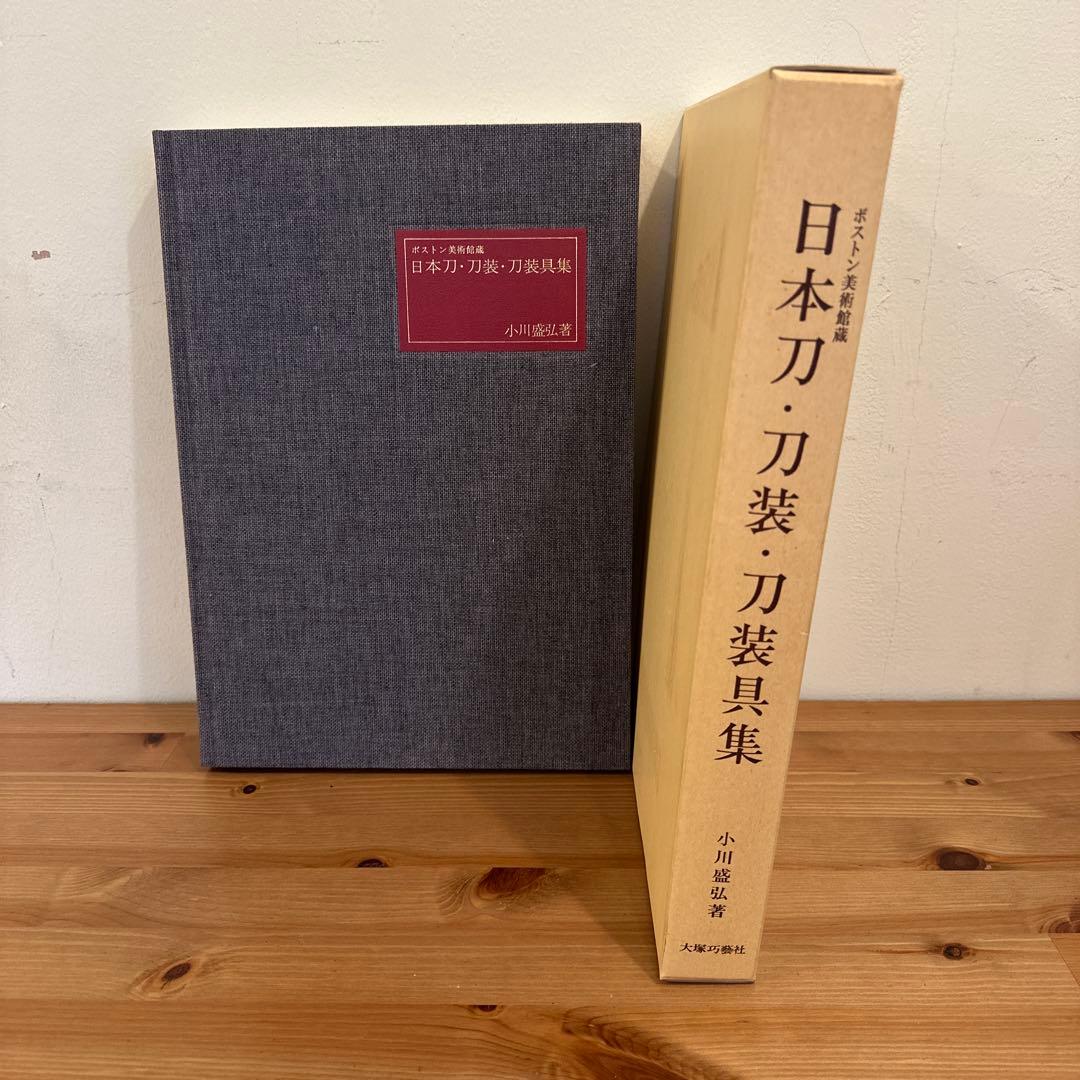 ボストン美術館蔵
日本刀・刀装・刀装具集
小川盛弘著
ボストン美術館蔵
日本刀・刀装・刀装具集
小川盛弘著
大塚巧藝社